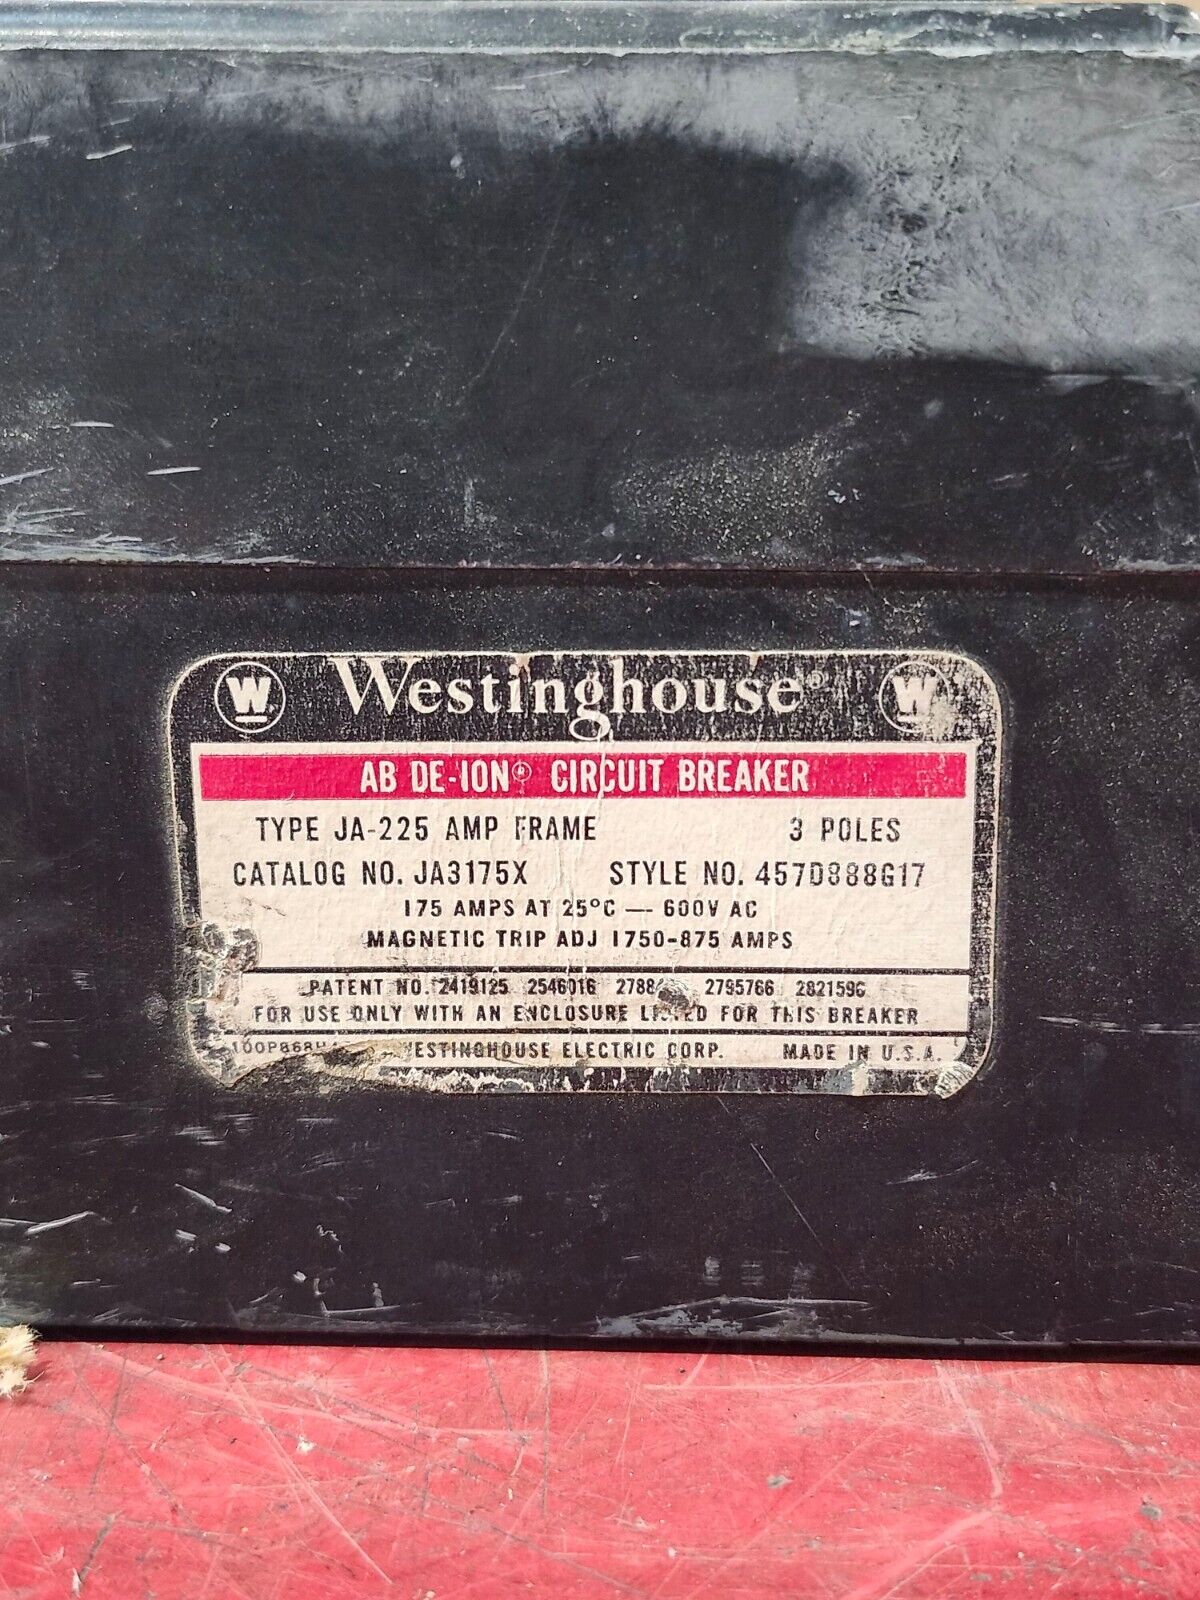 W Westinghouse® W
AB DE-ION® CIRCUIT BREAKER
TYPE JA-225 AMP FRAME 3 POLES
CATALOG NO. JA3175X STYLE NO. 457D888G17
175 AMPS AT 25°C — 600V AC
MAGNETIC TRIP ADJ 1750-875 AMPS
PATENT NO. 2419125 2546016 2795766
FOR USE ONLY WITH AN ENCLOSURE LISTED FOR THIS BREAKER
WESTINGHOUSE ELECTRIC CORP. MADE IN U.S.A.